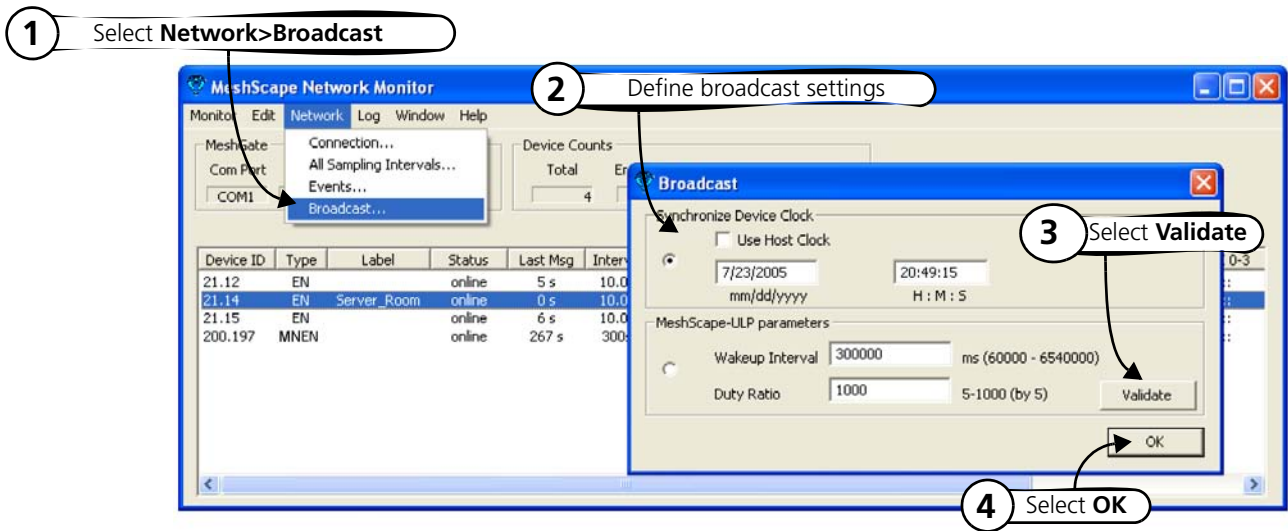 1 Select Network>Broadcast
MeshScape Network Monitor
2 Define broadcast settings
Monitor Edit Network Log Window Help
MeshGate
Device Counts
Connection...
All Sampling Intervals...
Events...
Broadcast...
Com Port
Total
COM1
4
Broadcast
Synchronize Device Clock
Use Host Clock
3 Select Validate
7/23/2005 20:49:15
mm/dd/yyyy H : M : S
Device ID Type Label Status Last Msg 0-3
21.12 EN online 5 s 10.0
21.14 EN Server_Room online 0 s 10.0
21.15 EN online 6 s 10.0
200.197 MNEN online 267 s 300
MeshScape-ULP parameters
Wakeup Interval 300000 ms (60000 - 6540000)
Duty Ratio 1000 5-1000 (by 5) Validate
OK
4 Select OK